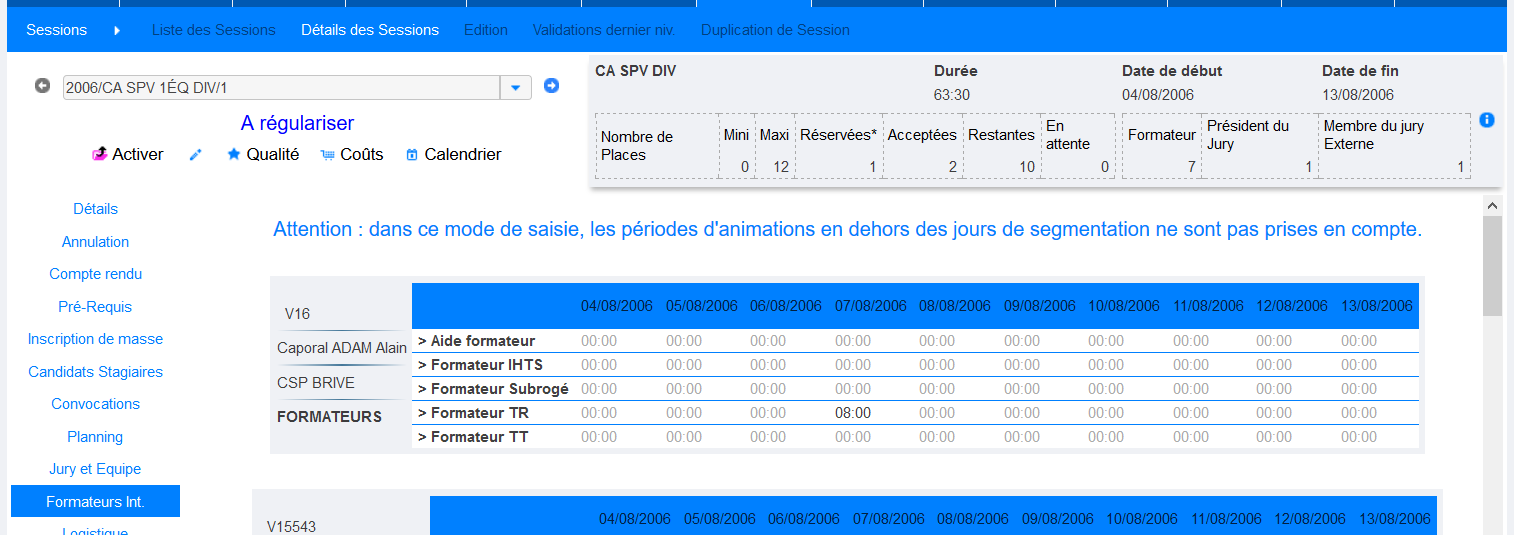 Sessions Liste des Sessions Détails des Sessions Edition Validations dernier niv. Duplication de Session
2006/CA SPV 1ÉQ DIV/1
A régulariser
Activer Qualité Coûts Calendrier
CA SPV DIV Durée Date de début Date de fin
63:30 04/08/2006 13/08/2006
Nombre de Places Mini Maxi Réservées* Acceptées Restantes En attente Formateur Président du Jury Membre du jury Externe
0 12 1 2 10 0 7 1 1
Détails
Annulation
Compte rendu
Pré-Requis
Inscription de masse
Candidats Stagiaires
Convocations
Planning
Jury et Equipe
Formateurs Int.
Logistique
Attention : dans ce mode de saisie, les périodes d'animations en dehors des jours de segmentation ne sont pas prises en compte.
V16
Caporal ADAM Alain
CSP BRIVE
FORMATEURS
04/08/2006 05/08/2006 06/08/2006 07/08/2006 08/08/2006 09/08/2006 10/08/2006 11/08/2006 12/08/2006 13/08/2006
> Aide formateur 00:00 00:00 00:00 00:00 00:00 00:00 00:00 00:00 00:00 00:00
> Formateur IHTS 00:00 00:00 00:00 00:00 00:00 00:00 00:00 00:00 00:00 00:00
> Formateur Subrogé 00:00 00:00 00:00 00:00 00:00 00:00 00:00 00:00 00:00 00:00
> Formateur TR 00:00 00:00 00:00 08:00 00:00 00:00 00:00 00:00 00:00 00:00
> Formateur TT 00:00 00:00 00:00 00:00 00:00 00:00 00:00 00:00 00:00 00:00
V15543
04/08/2006 05/08/2006 06/08/2006 07/08/2006 08/08/2006 09/08/2006 10/08/2006 11/08/2006 12/08/2006 13/08/2006